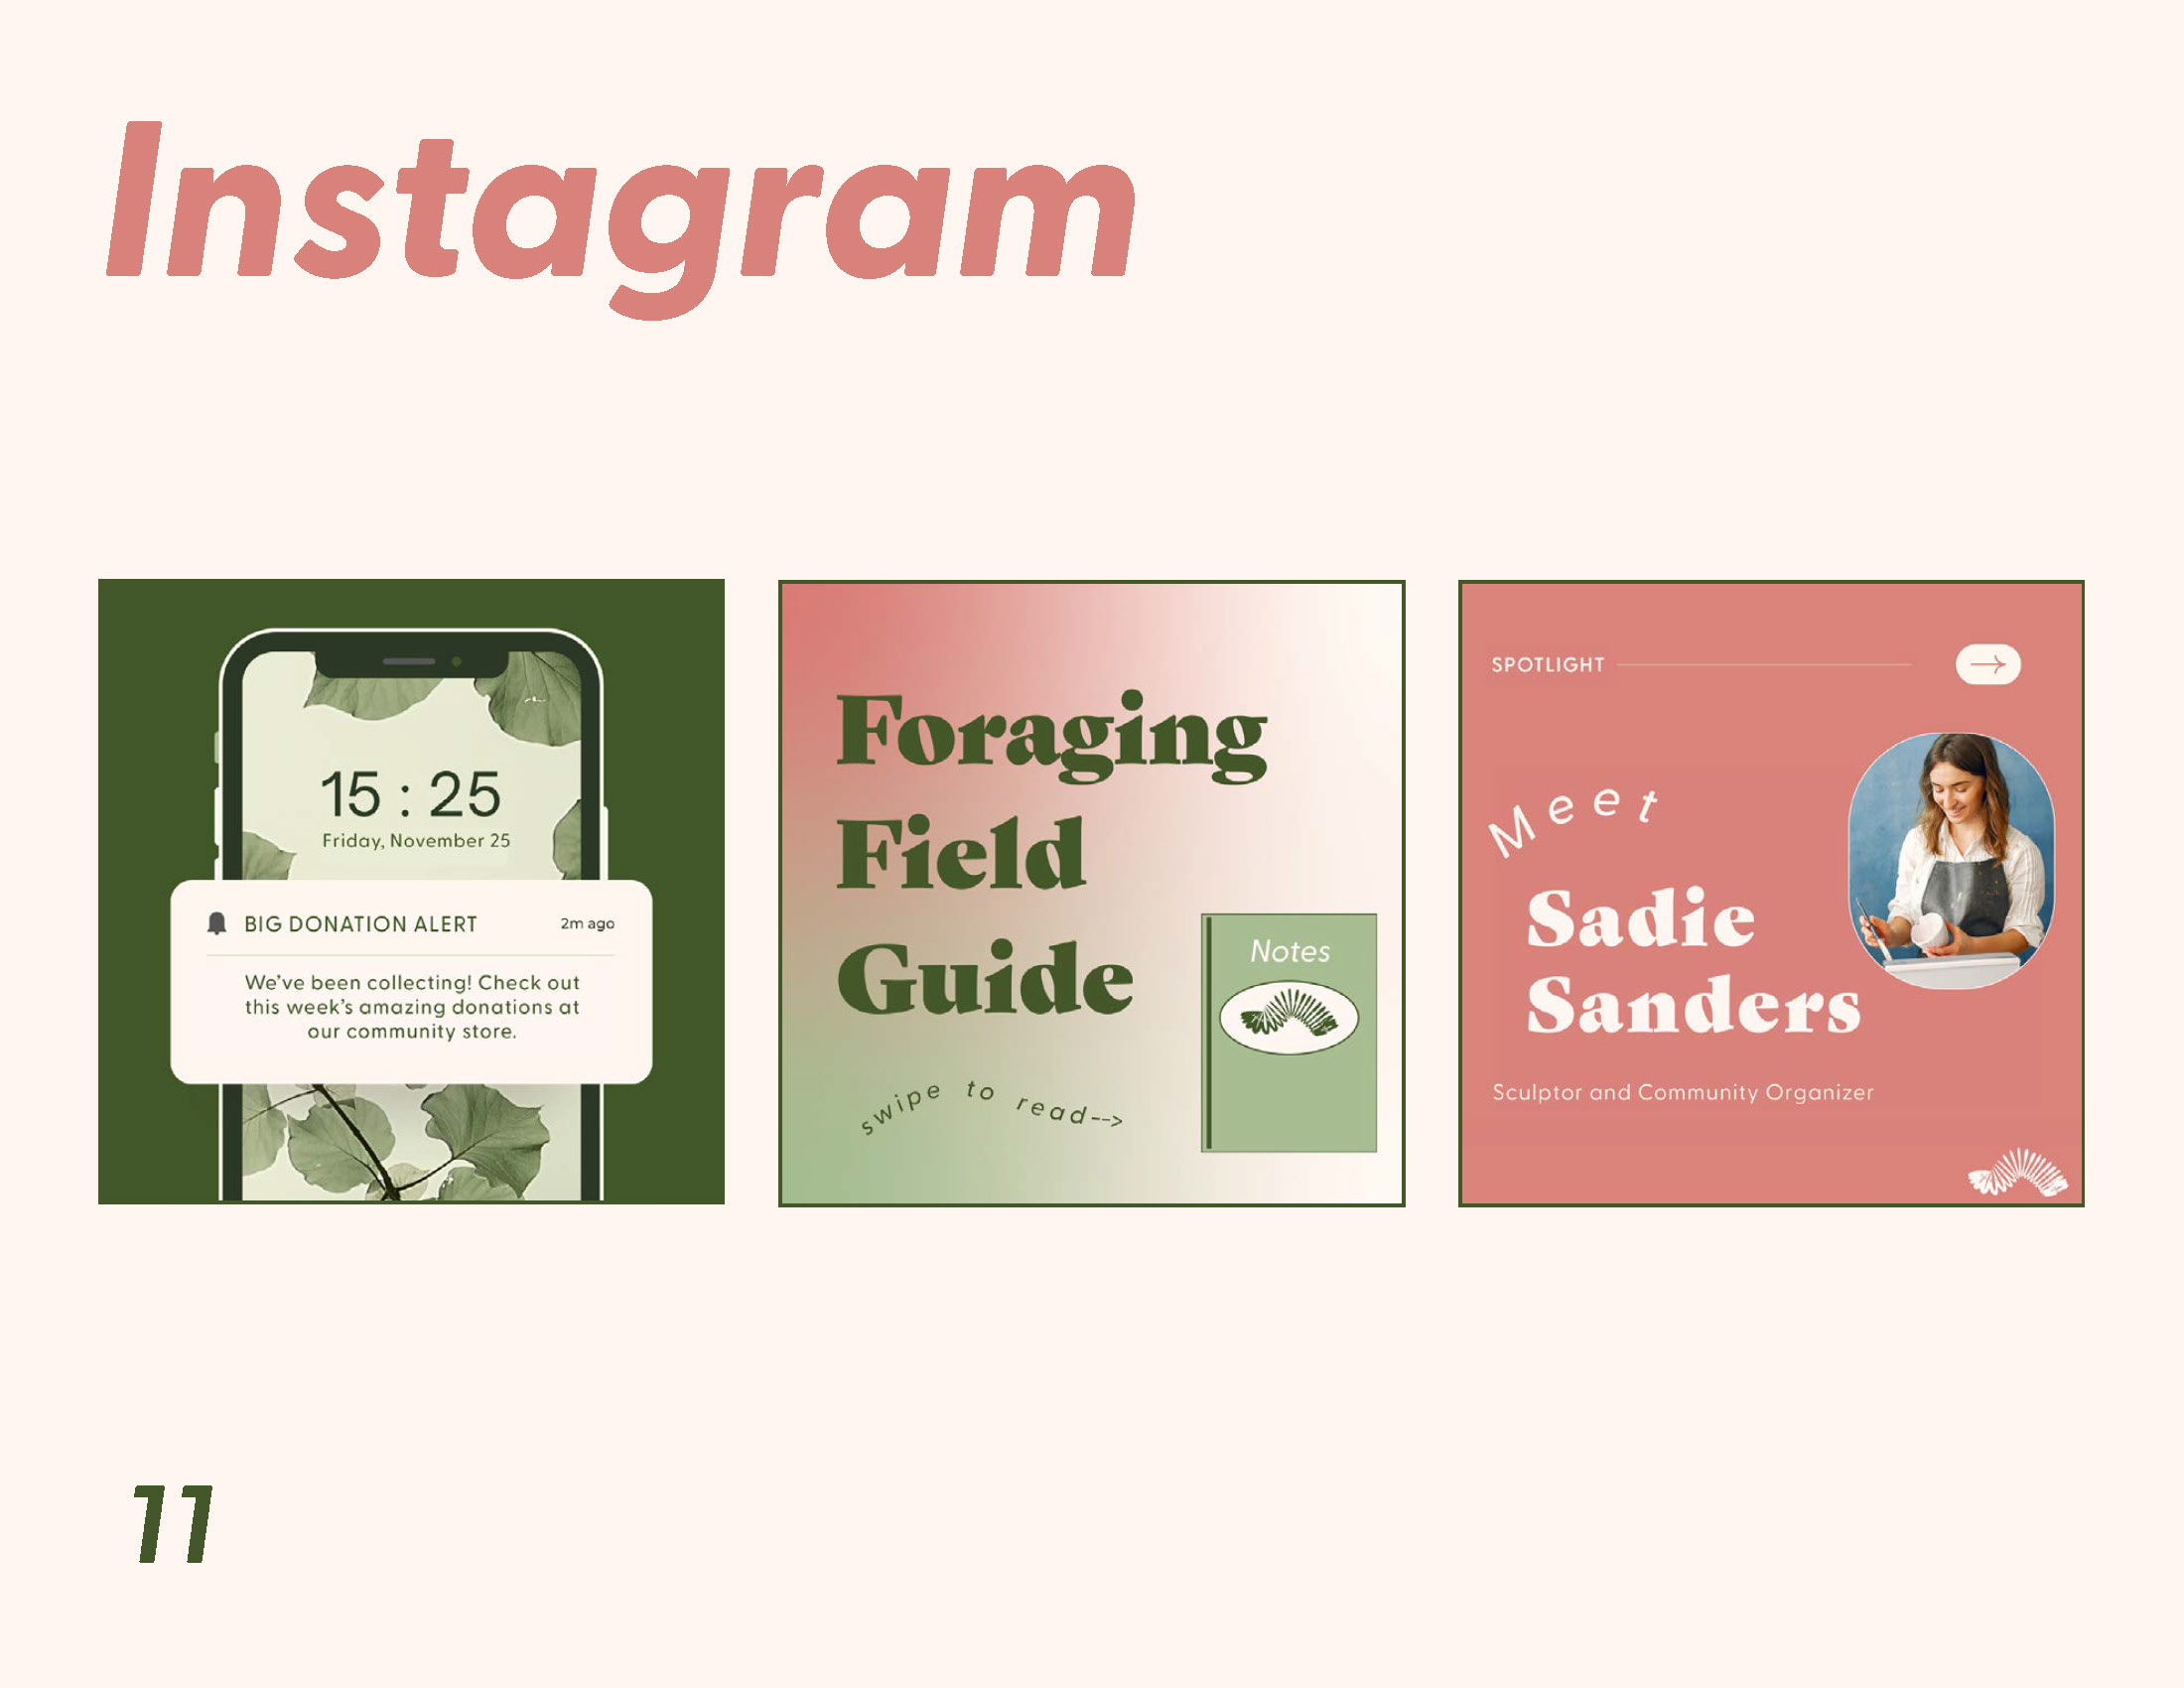 Instagram
15 : 25
Friday, November 25
BIG DONATION ALERT 2m ago
We've been collecting! Check out
this week's amazing donations at
our community store.
Foraging
Field
Guide
swipe to read-->
Notes
SPOTLIGHT
Meet
Sadie
Sanders
Sculptor and Community Organizer
11